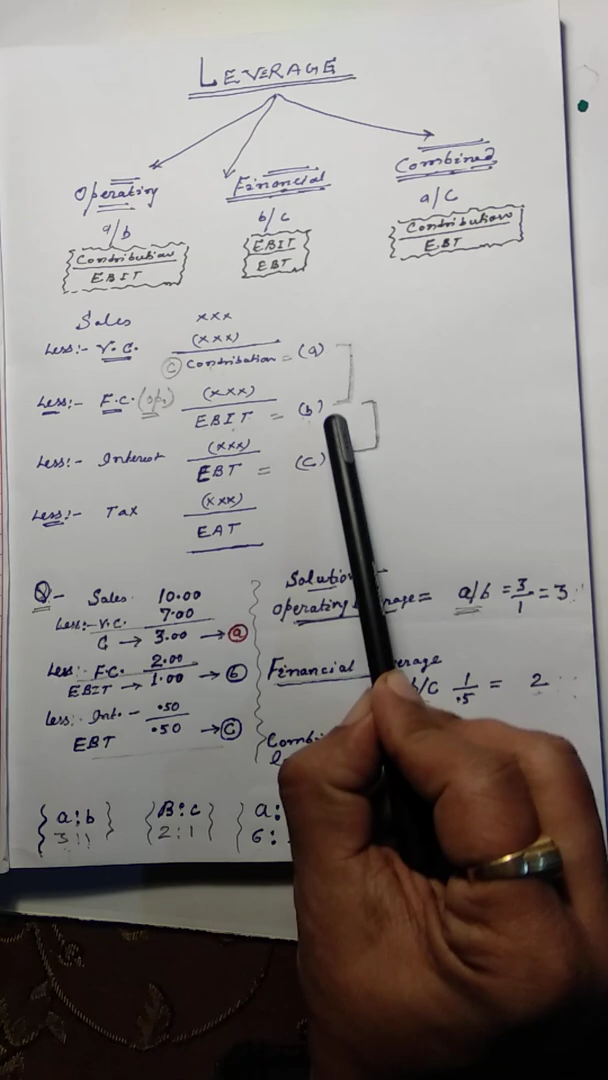 LEVERAGE
Operating Financial Combined
a/b b/c a/c
Contribution/EBIT EBIT/EBT Contribution/EBT
Sales xxx
Less:- V.C. (xxx)
© Contribution = (a)
Less:- F.C. (op.) (xxx)
EBIT = (b)
Less:- Interest (xxx)
EBT = (c)
Less:- Tax (xxx)
EAT
Q- Sales 10.00
Less:- V.C. 7.00
C → 3.00 → a
Less:- F.C. 2.00
EBIT → 1.00 → b
Less:- Int. - .50
EBT .50 → c
Solution
Operating = a/b = 3/1 = 3
Financial
b/c 1/.5 = 2
{ a:b } { B:c } { a:
3:1 2:1 6: